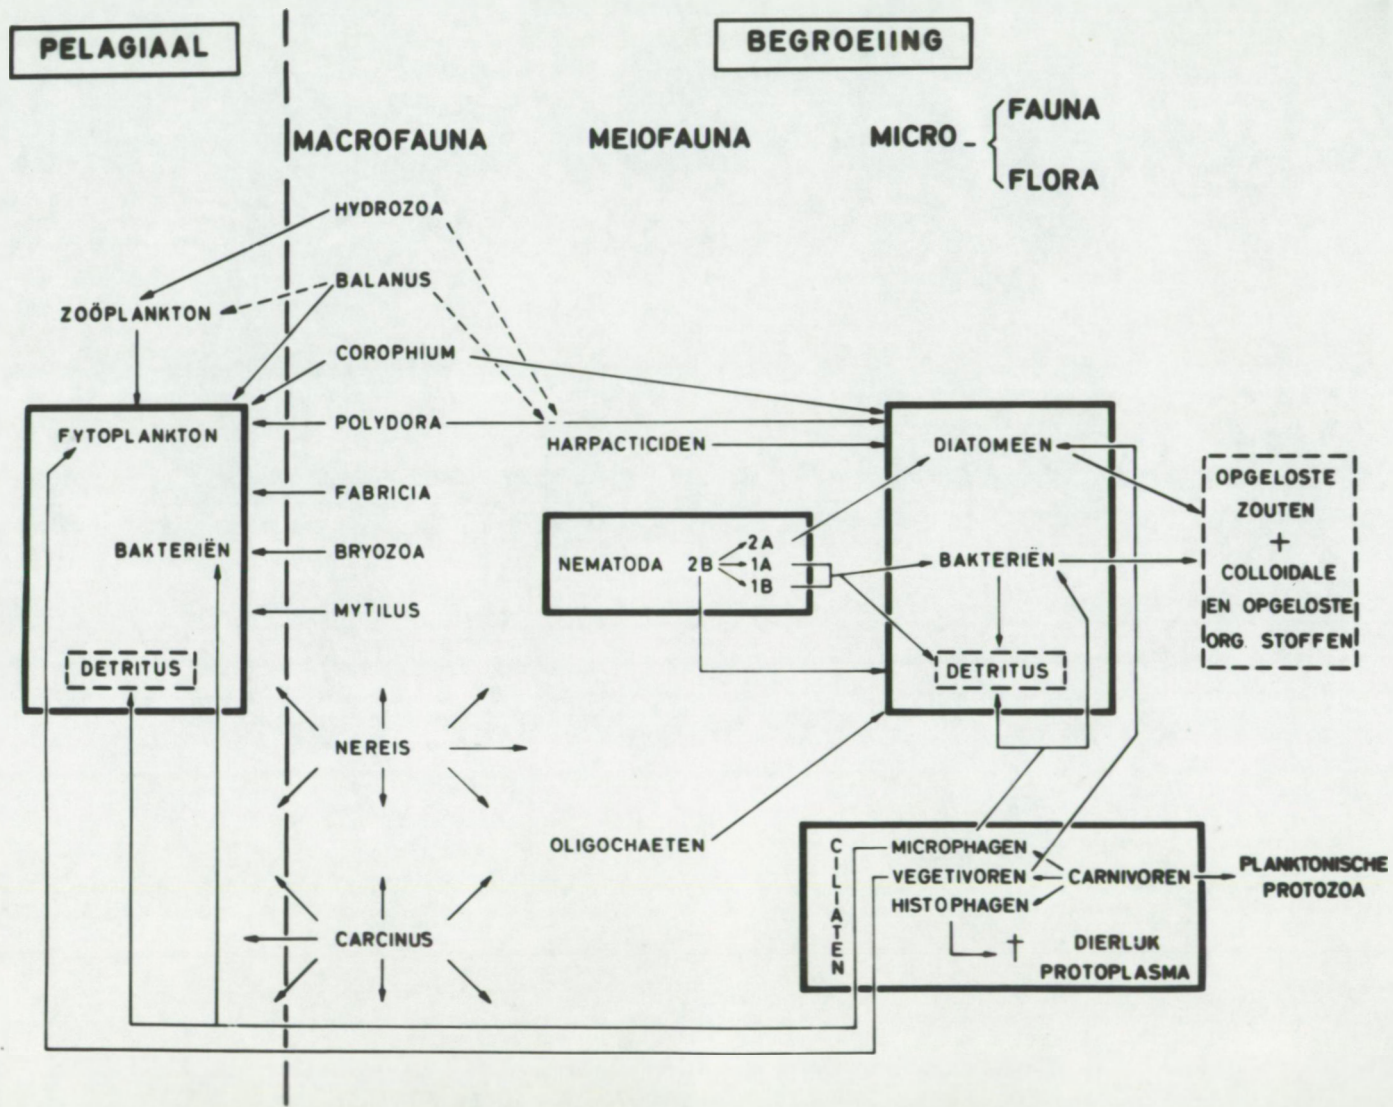 PELAGIAAL
BEGROEIING
MACROFAUNA
MEIOFAUNA
MICRO -
FAUNA
FLORA
HYDROZOA
BALANUS
ZOÖPLANKTON
COROPHIUM
POLYDORA
FYTOPLANKTON
HARPACTICIDEN
DIATOMEEN
FABRICIA
OPGELOSTE
ZOUTEN
+
COLLOIDALE
EN OPGELOSTE
ORG. STOFFEN
BAKTERIËN
BRYOZOA
NEMATODA 2B
2A
1A
1B
BAKTERIËN
MYTILUS
DETRITUS
DETRITUS
NEREIS
OLIGOCHAETEN
CILIATEN
MICROPHAGEN
VEGETIVOREN
HISTOPHAGEN
CARNIVOREN
PLANKTONISCHE
PROTOZOA
CARCINUS
† DIERLIJK
PROTOPLASMA